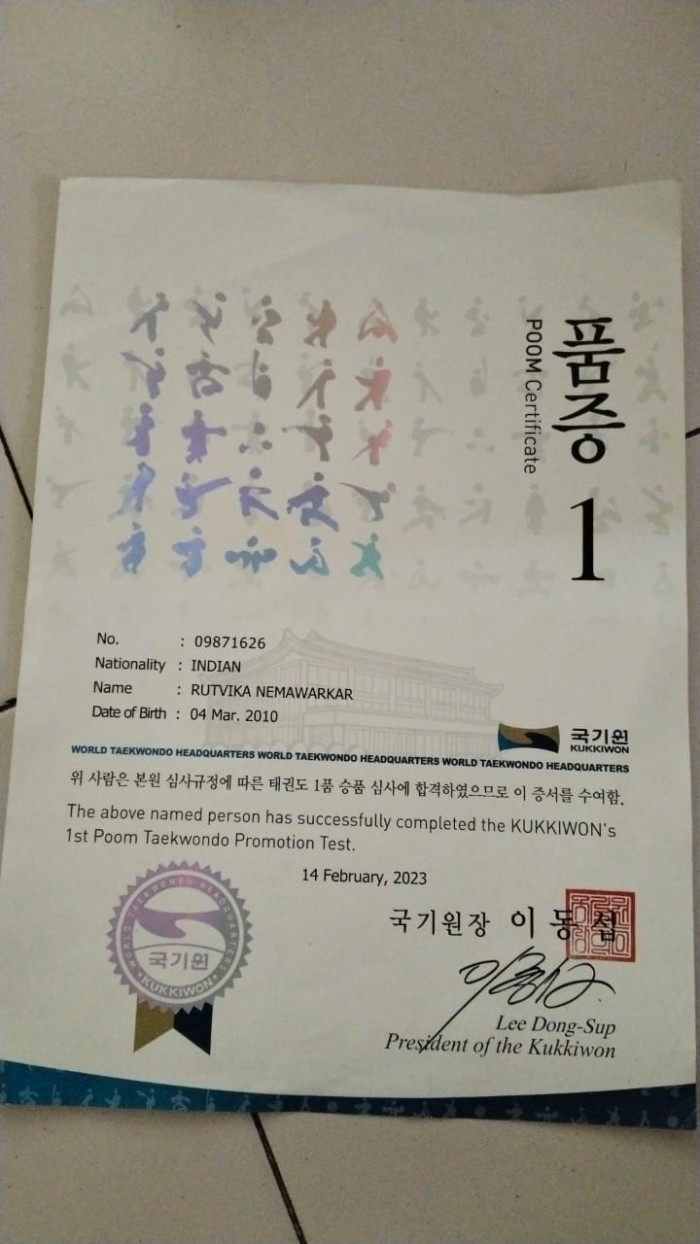 품증
POOM Certificate
1
No. : 09871626
Nationality : INDIAN
Name : RUTVIKA NEMAWARKAR
Date of Birth : 04 Mar. 2010
국기원
KUKKIWON
WORLD TAEKWONDO HEADQUARTERS WORLD TAEKWONDO HEADQUARTERS WORLD TAEKWONDO HEADQUARTERS
위 사람은 본원 심사규정에 따른 태권도 1품 승품 심사에 합격하였으므로 이 증서를 수여함.
The above named person has successfully completed the KUKKIWON's
1st Poom Taekwondo Promotion Test.
14 February, 2023
WORLD TAEKWONDO HEADQUARTERS
국기원
KUKKIWON
국기원장 이동섭
Lee Dong-Sup
President of the Kukkiwon